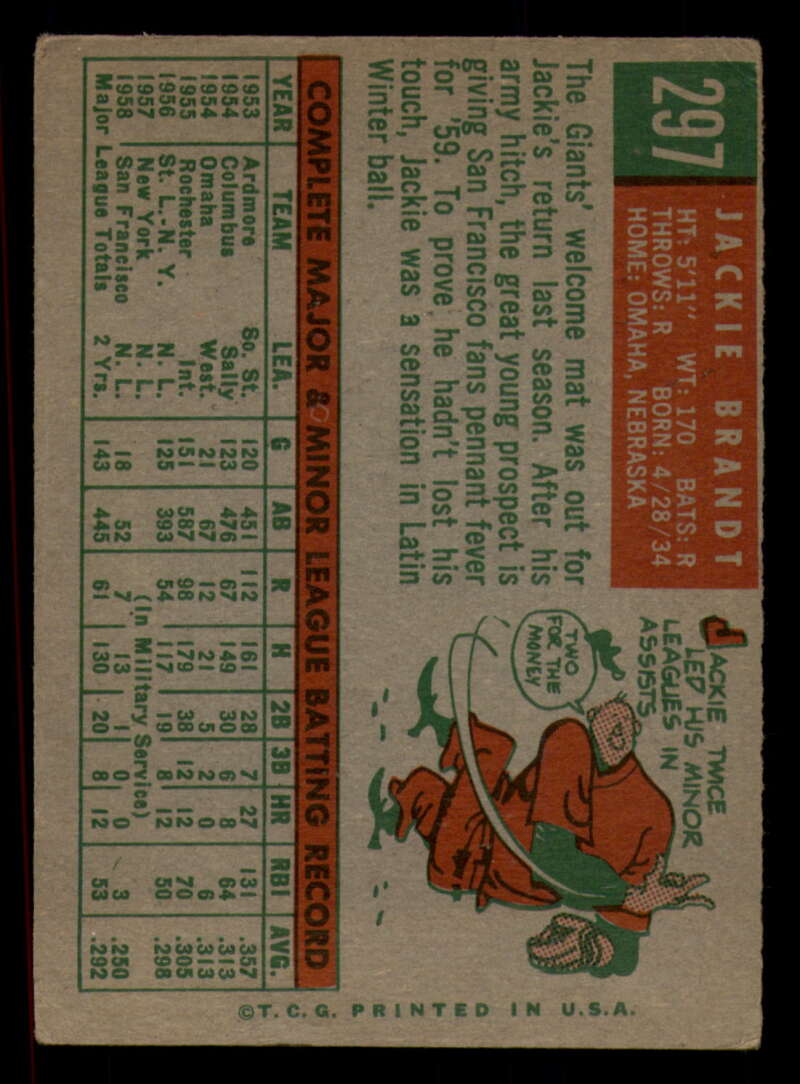 297
JACKIE BRANDT
HT: 5'11" WT: 170 BATS: R
THROWS: R BORN: 4/28/34
HOME: OMAHA, NEBRASKA
The Giants' welcome mat was out for
Jackie's return last season. After his
army hitch, the great young prospect is
giving San Francisco fans pennant fever
for '59. To prove he hadn't lost his
touch, Jackie was a sensation in Latin
Winter ball.
JACKIE TWICE
LED HIS MINOR
LEAGUES IN
ASSISTS
TWO
FOR THE
MONEY
COMPLETE MAJOR & MINOR LEAGUE BATTING RECORD
YEAR TEAM LEA. G AB R H 2B 3B HR RBI AVG.
1953 Ardmore So. St. 120 451 112 161 28 7 27 131 .357
1954 Columbus Sally 123 476 67 149 30 6 8 64 .313
1954 Omaha West. 21 67 12 21 5 2 0 6 .313
1955 Rochester Int. 151 587 98 179 38 12 12 70 .305
1956 St. L.-N. Y. N. L. 125 393 54 117 19 8 12 50 .298
1957 New York N. L. (In Military Service)
1958 San Francisco N. L. 18 52 7 13 1 0 0 3 .250
Major League Totals 2 Yrs. 143 445 61 130 20 8 12 53 .292
©T.C.G. PRINTED IN U.S.A.